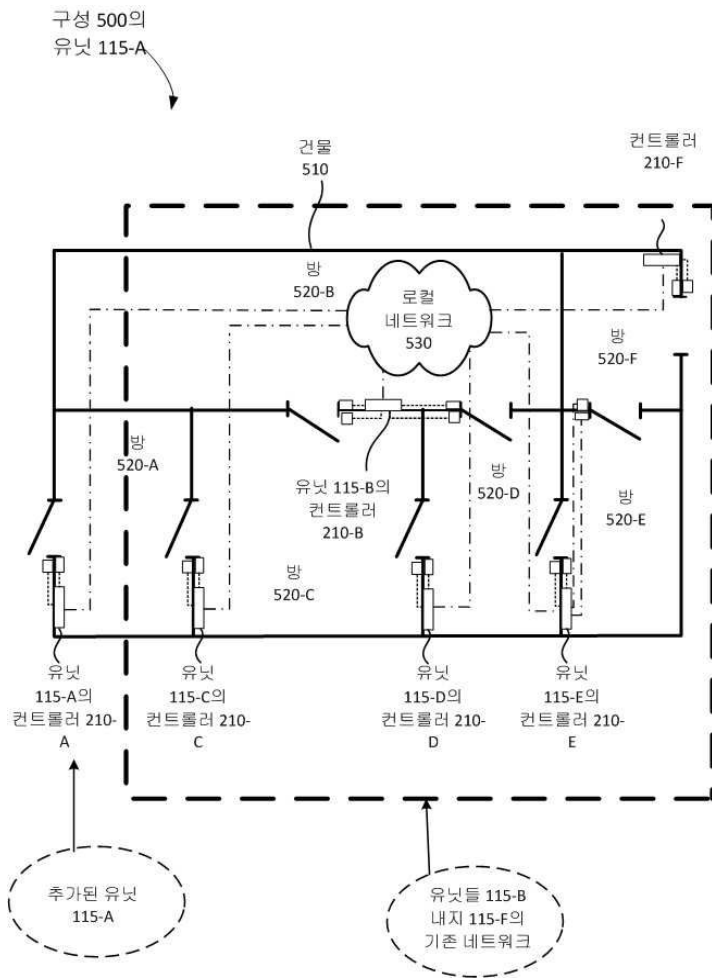 구성 500의
유닛 115-A
건물
510
컨트롤러
210-F
방
520-B
로컬
네트워크
530
방
520-F
방
520-A
유닛 115-B의
컨트롤러
210-B
방
520-D
방
520-E
방
520-C
유닛
115-A의
컨트롤러 210-
A
유닛
115-C의
컨트롤러 210-
C
유닛
115-D의
컨트롤러 210-
D
유닛
115-E의
컨트롤러 210-
E
추가된 유닛
115-A
유닛들 115-B
내지 115-F의
기존 네트워크